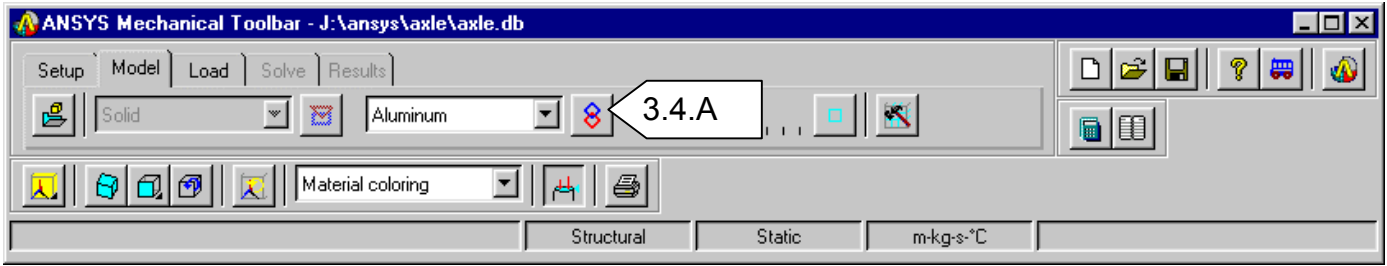 ANSYS Mechanical Toolbar - J:\ansys\axle\axle.db
Setup Model Load Solve Results
Solid Aluminum 3.4.A
Material coloring
Structural Static m-kg-s-°C